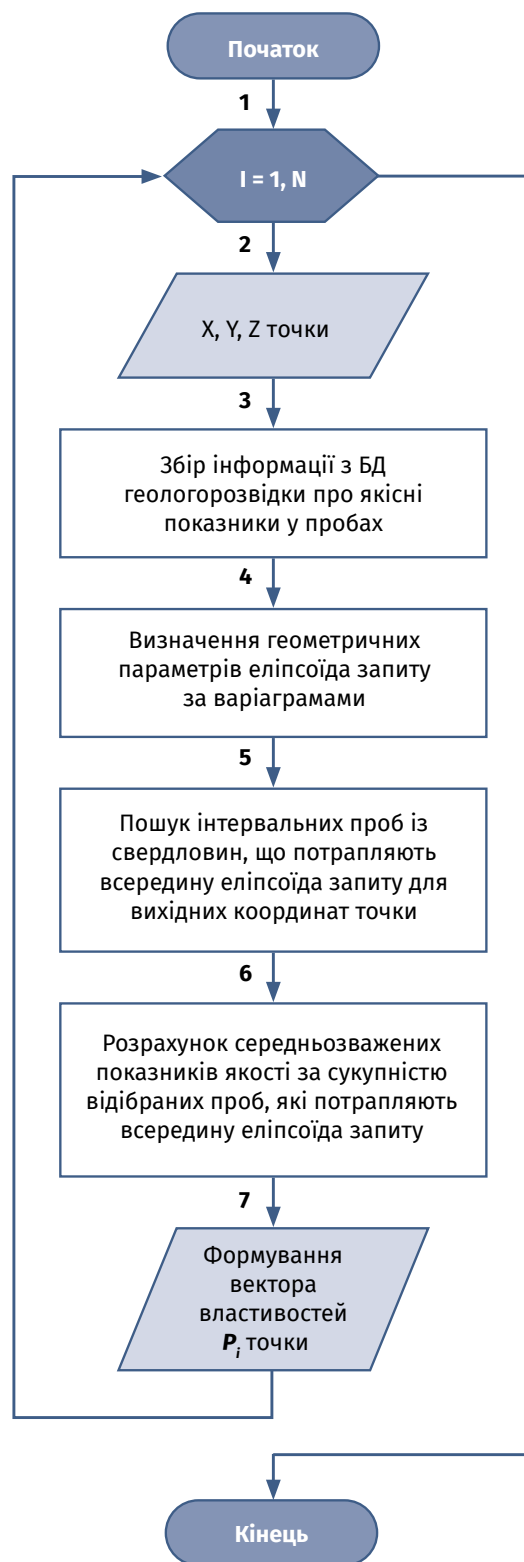 Початок
1
I = 1, N
2
X, Y, Z точки
3
Збір інформації з БД
геологорозвідки про якісні
показники у пробах
4
Визначення геометричних
параметрів еліпсоїда запиту
за варіаграмами
5
Пошук інтервальних проб із
свердловин, що потрапляють
всередину еліпсоїда запиту для
вихідних координат точки
6
Розрахунок середньозважених
показників якості за сукупністю
відібраних проб, які потрапляють
всередину еліпсоїда запиту
7
Формування
вектора
властивостей
Pi точки
Кінець